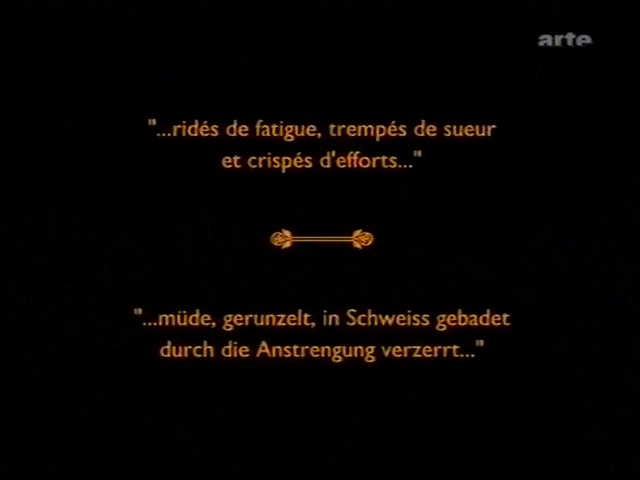 arte
"...ridés de fatigue, trempés de sueur
et crispés d'efforts..."
"...müde, gerunzelt, in Schweiss gebadet
durch die Anstrengung verzerrt..."